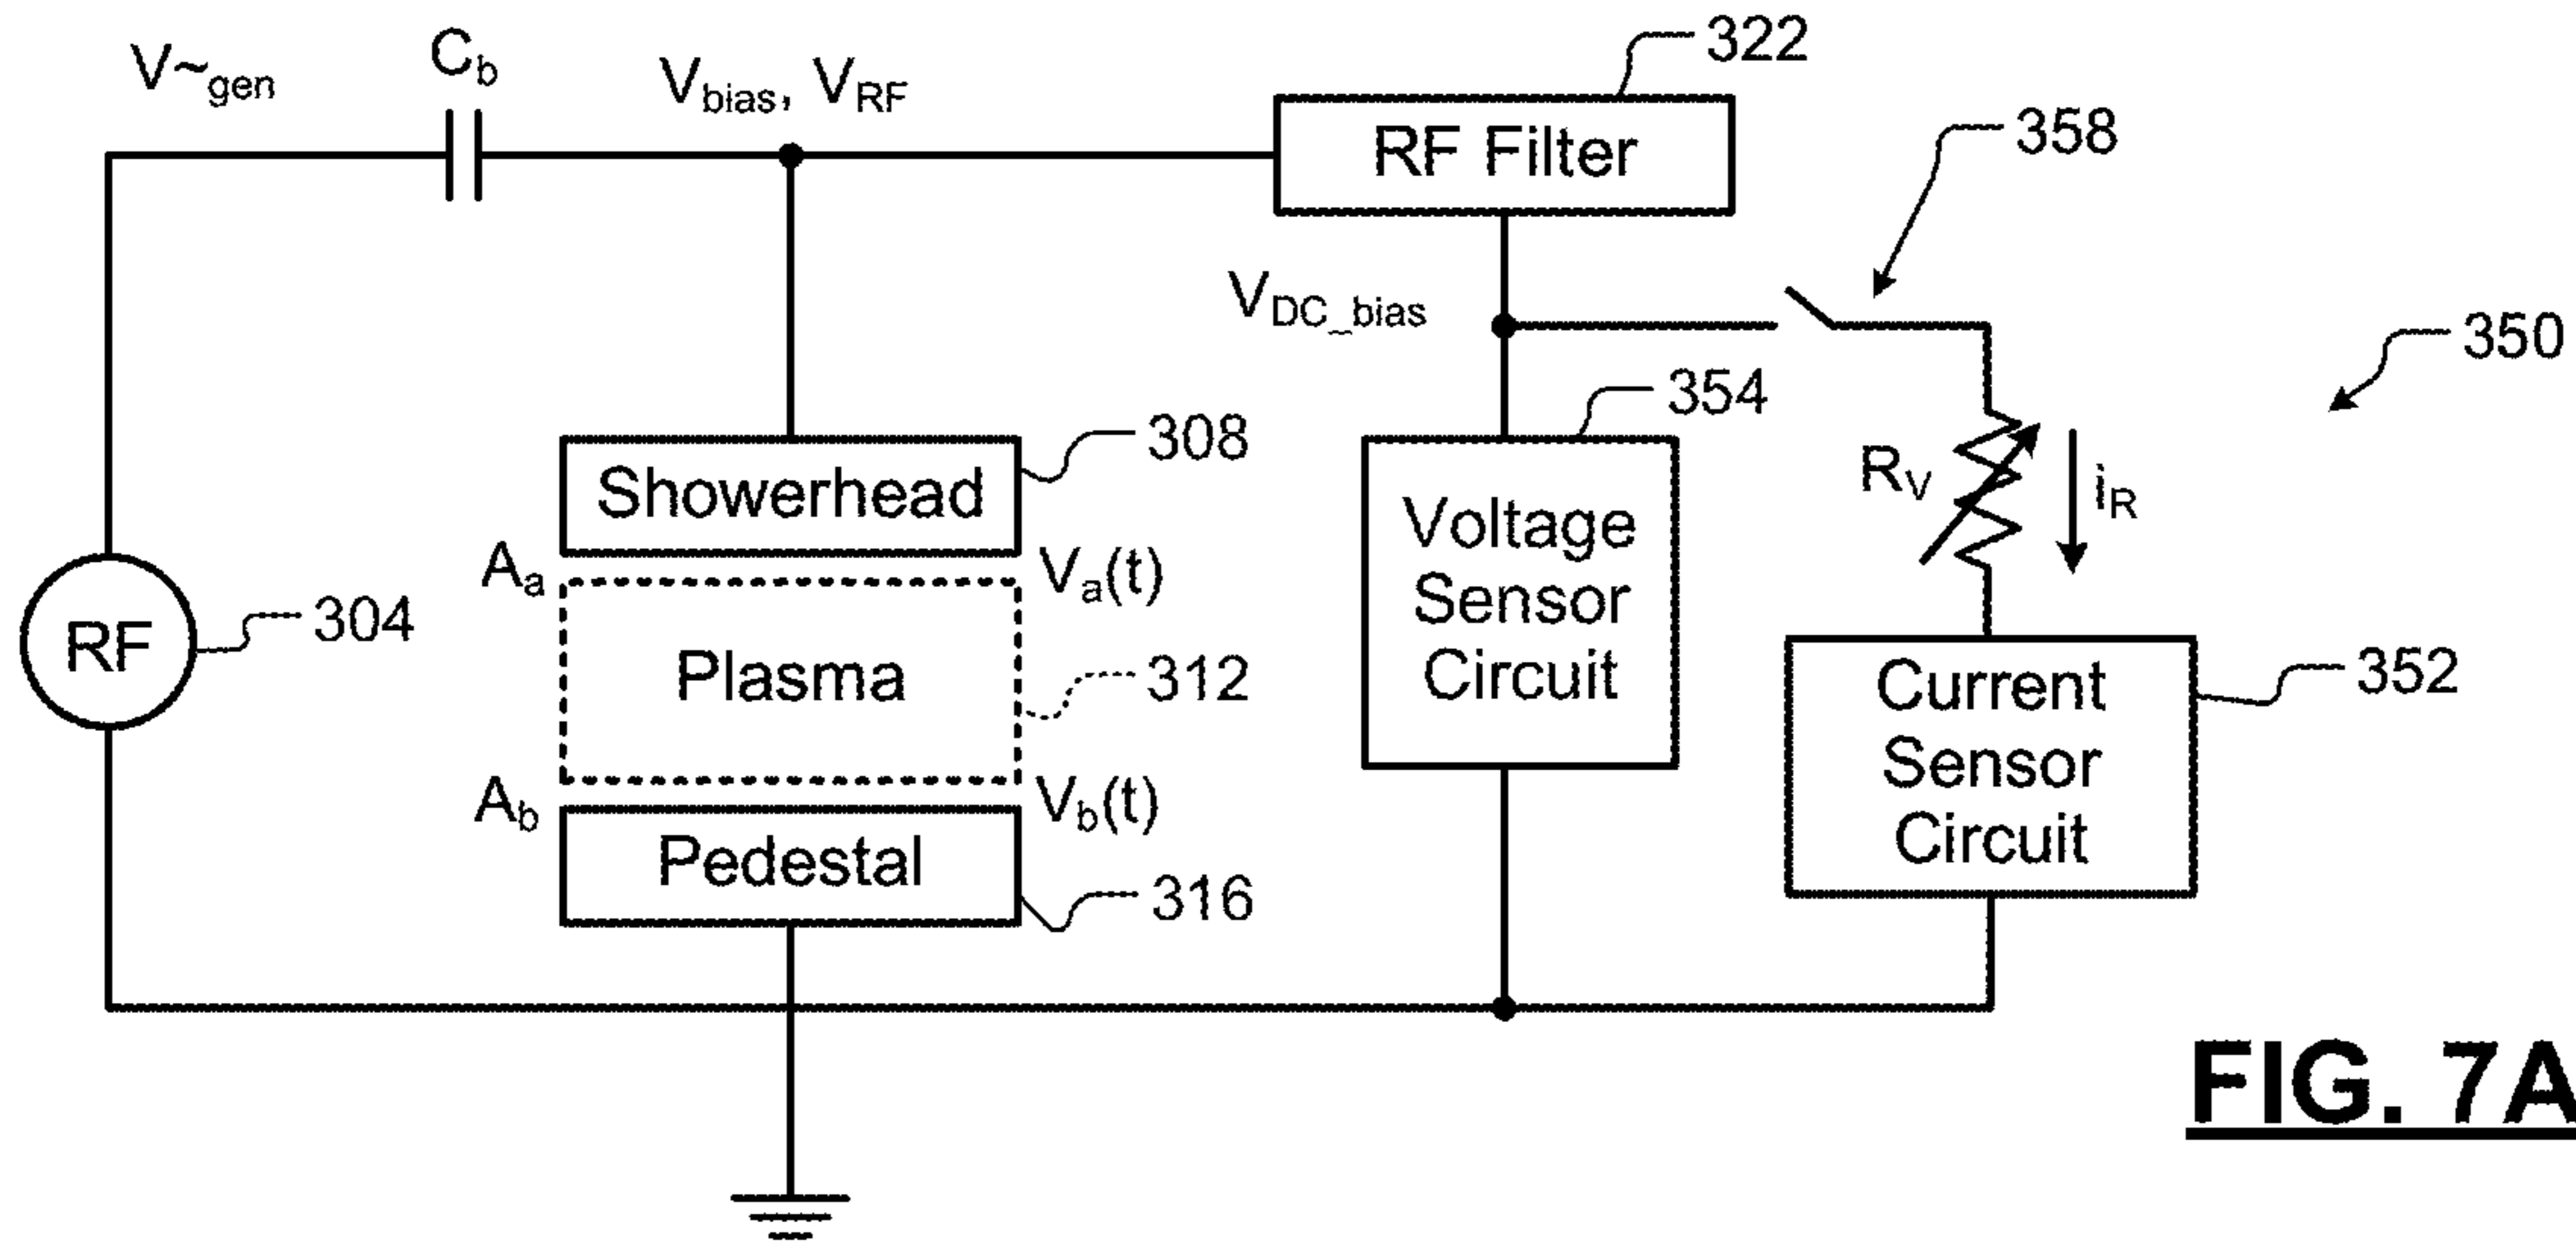 V~gen
Cb
Vbias, VRF
322
RF Filter
358
VDC_bias
350
354
308
Showerhead
RV
iR
Voltage
Sensor
Circuit
Aa
Va(t)
RF
304
Plasma
312
Current
Sensor
Circuit
352
Ab
Vb(t)
Pedestal
316
FIG. 7A